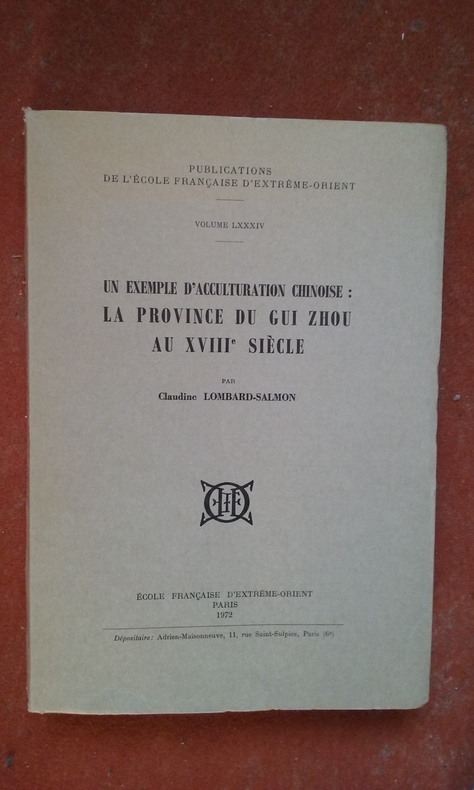 PUBLICATIONS
DE L'ÉCOLE FRANÇAISE D'EXTRÊME-ORIENT
VOLUME LXXXIV
UN EXEMPLE D'ACCULTURATION CHINOISE :
LA PROVINCE DU GUI ZHOU
AU XVIIIe SIÈCLE
PAR
Claudine LOMBARD-SALMON
ÉCOLE FRANÇAISE D'EXTRÊME-ORIENT
PARIS
1972
Dépositaire : Adrien-Maisonneuve, 11, rue Saint-Sulpice, Paris (6e)